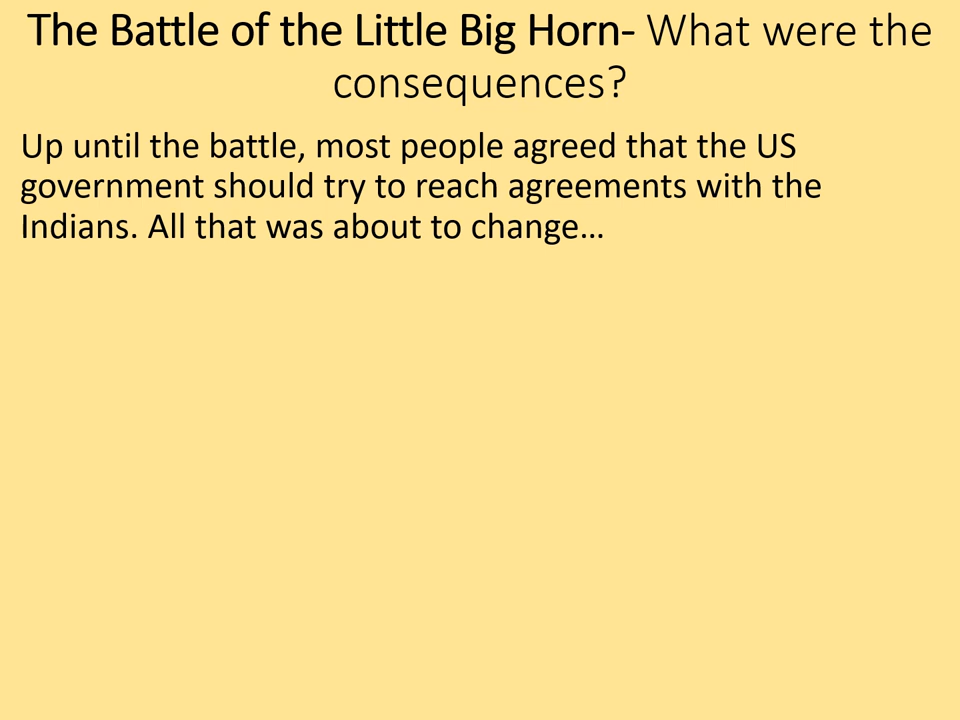 The Battle of the Little Big Horn- What were the
consequences?
Up until the battle, most people agreed that the US
government should try to reach agreements with the
Indians. All that was about to change…